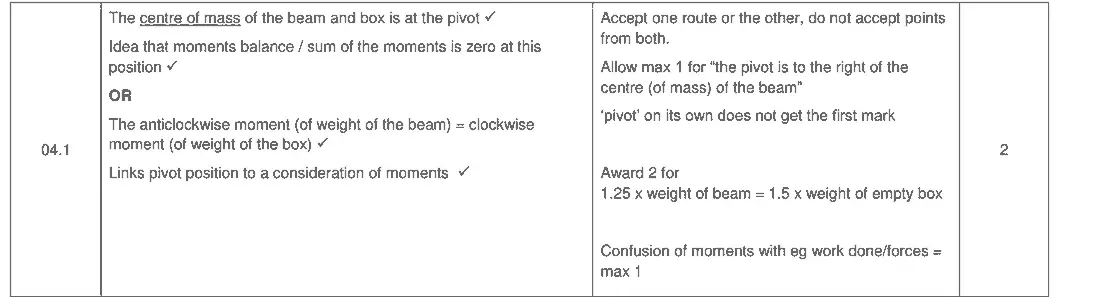 04.1
The centre of mass of the beam and box is at the pivot ✓
Idea that moments balance / sum of the moments is zero at this
position ✓
OR
The anticlockwise moment (of weight of the beam) = clockwise
moment (of weight of the box) ✓
Links pivot position to a consideration of moments ✓
Accept one route or the other, do not accept points
from both.
Allow max 1 for “the pivot is to the right of the
centre (of mass) of the beam”
‘pivot’ on its own does not get the first mark
Award 2 for
1.25 x weight of beam = 1.5 x weight of empty box
Confusion of moments with eg work done/forces =
max 1
2